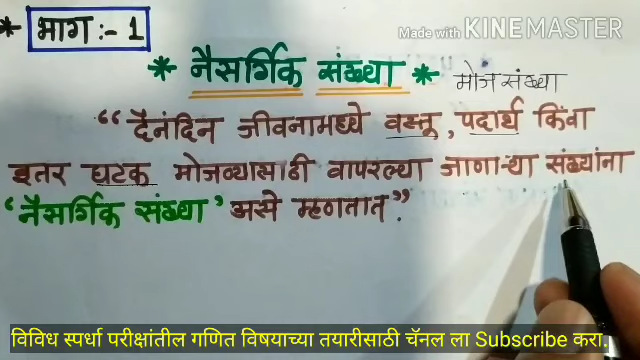 * भाग:- 1
Made with KINEMASTER
* नैसर्गिक संख्या * मोजसंख्या
“ दैनंदिन जीवनामध्ये वस्तू, पदार्थ किंवा
इतर घटक मोजण्यासाठी वापरल्या जाणाऱ्या संख्यांना
‘नैसर्गिक संख्या’ असे म्हणतात.”
विविध स्पर्धा परीक्षांतील गणित विषयाच्या तयारीसाठी चॅनल ला Subscribe करा.